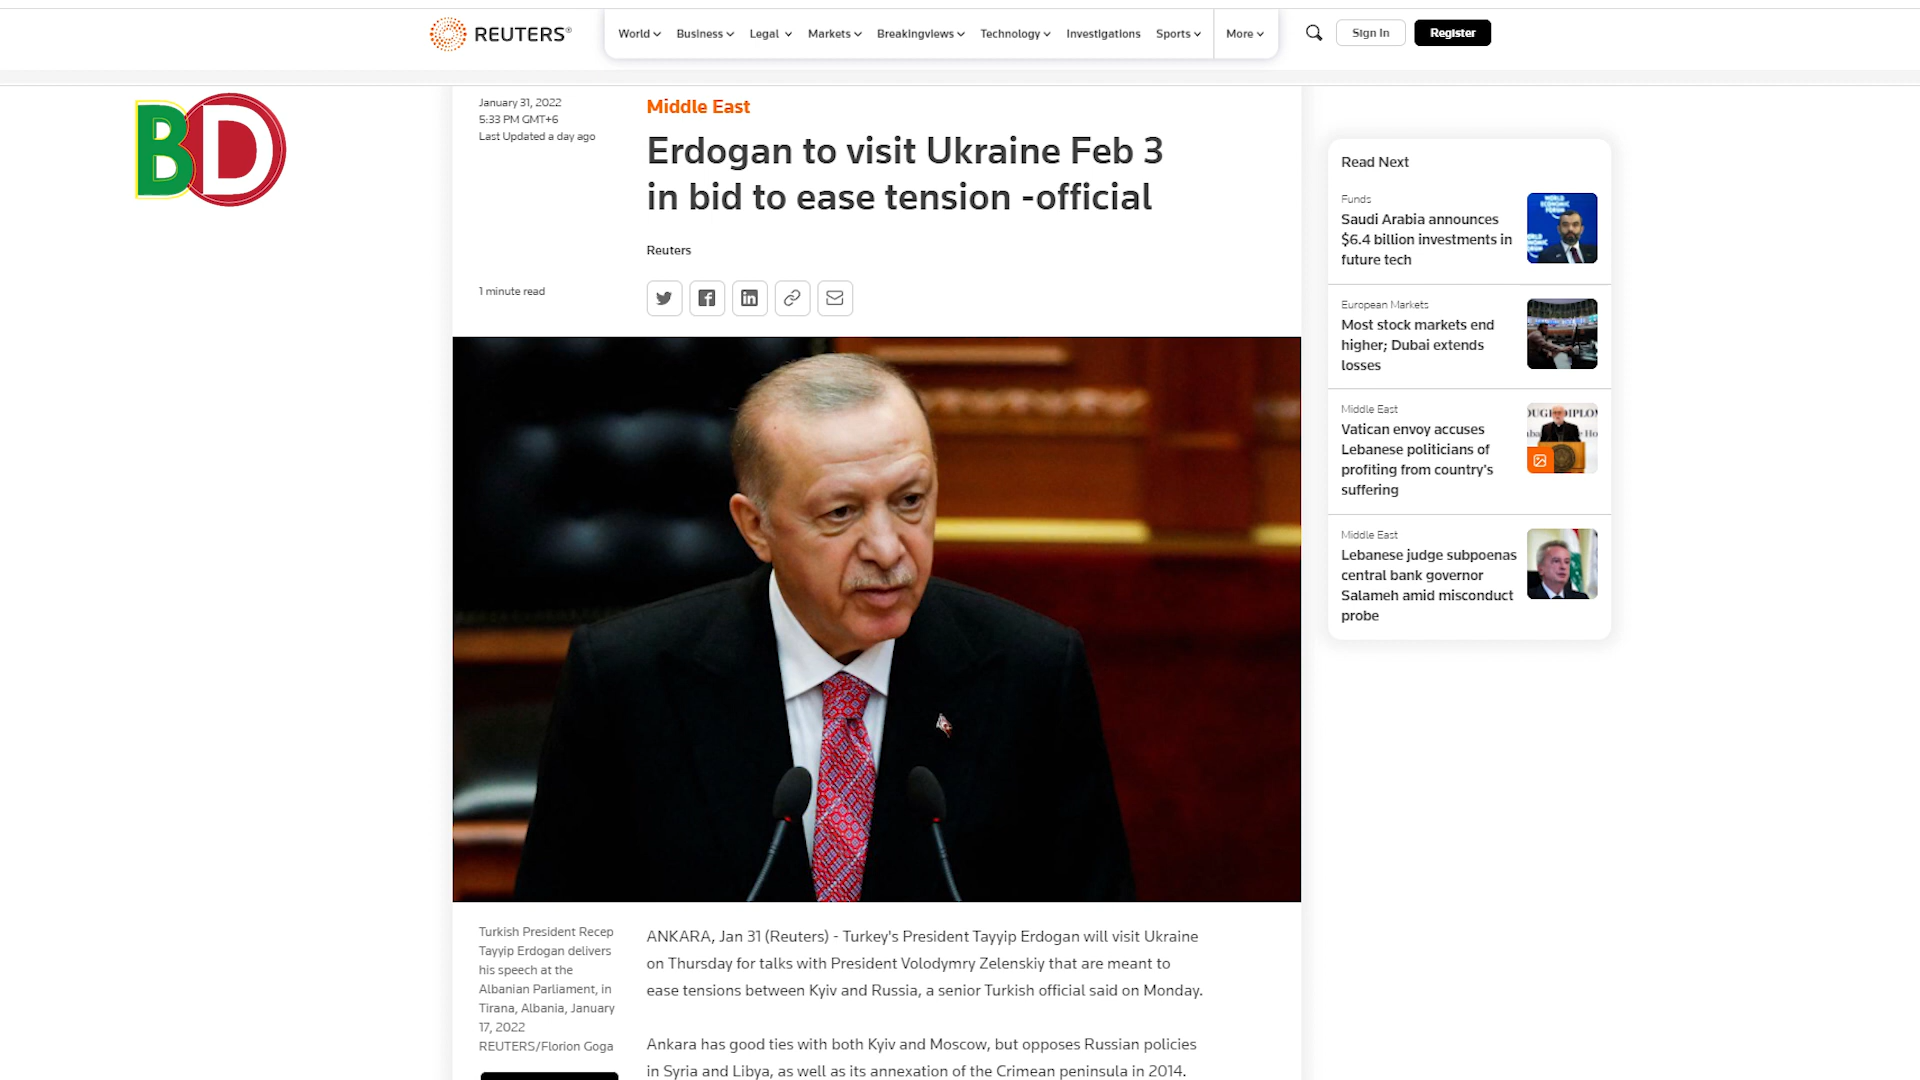 REUTERS®
World Business Legal Markets Breakingviews Technology Investigations Sports More
Sign In
Register
BD
January 31, 2022
5:33 PM GMT+6
Last Updated a day ago
Middle East
Erdogan to visit Ukraine Feb 3
in bid to ease tension -official
Reuters
1 minute read
Turkish President Recep
Tayyip Erdogan delivers
his speech at the
Albanian Parliament, in
Tirana, Albania, January
17, 2022
REUTERS/Florion Goga
ANKARA, Jan 31 (Reuters) - Turkey's President Tayyip Erdogan will visit Ukraine
on Thursday for talks with President Volodymry Zelenskiy that are meant to
ease tensions between Kyiv and Russia, a senior Turkish official said on Monday.
Ankara has good ties with both Kyiv and Moscow, but opposes Russian policies
in Syria and Libya, as well as its annexation of the Crimean peninsula in 2014.
Read Next
Funds
Saudi Arabia announces
$6.4 billion investments in
future tech
WORLD
ECONOMIC
FORUM
European Markets
Most stock markets end
higher; Dubai extends
losses
Middle East
Vatican envoy accuses
Lebanese politicians of
profiting from country's
suffering
Middle East
Lebanese judge subpoenas
central bank governor
Salameh amid misconduct
probe